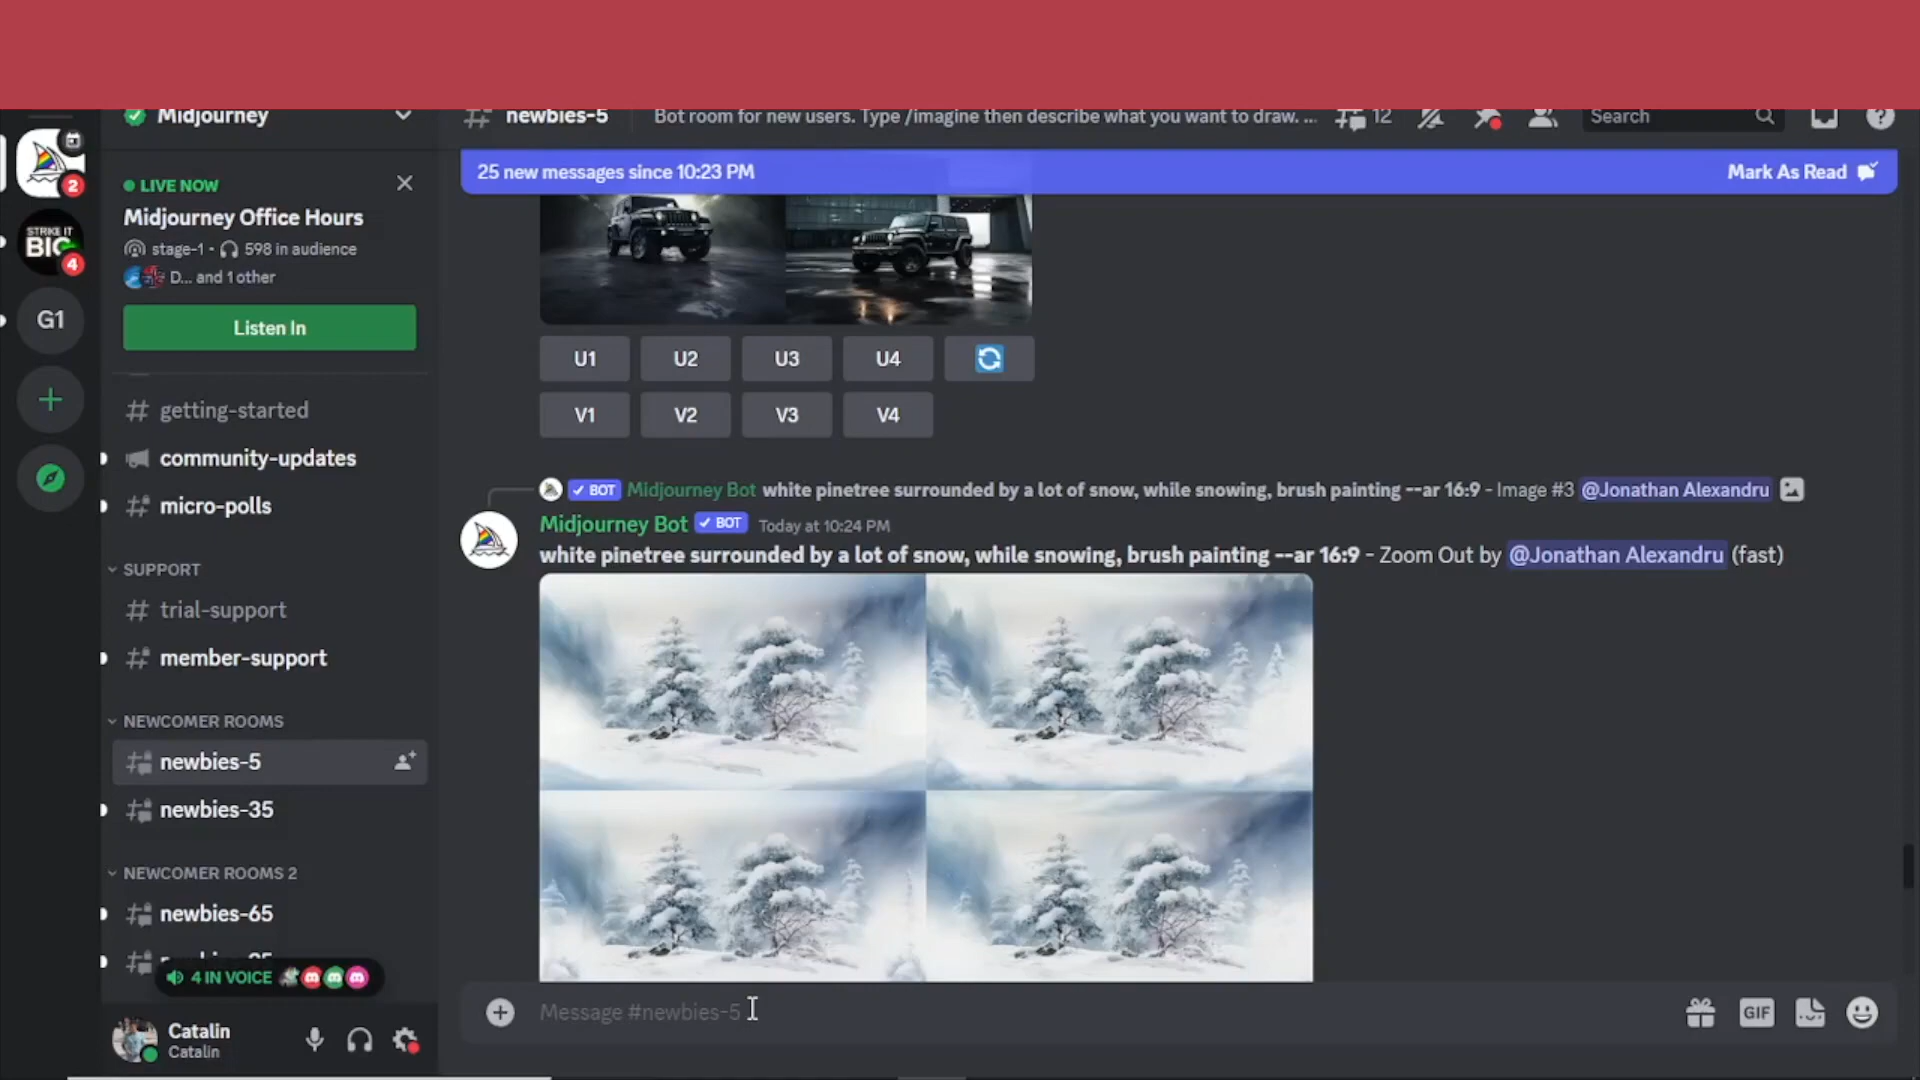 Midjourney
newbies-5
Bot room for new users. Type /imagine then describe what you want to draw. ...
12
Search
2
STRIKE IT
BIG
4
G1
LIVE NOW
Midjourney Office Hours
stage-1 • 598 in audience
D... and 1 other
Listen In
getting-started
community-updates
micro-polls
SUPPORT
trial-support
member-support
NEWCOMER ROOMS
newbies-5
newbies-35
NEWCOMER ROOMS 2
newbies-65
4 IN VOICE
Catalin
Catalin
25 new messages since 10:23 PM
Mark As Read
U1 U2 U3 U4
V1 V2 V3 V4
BOT Midjourney Bot white pinetree surrounded by a lot of snow, while snowing, brush painting --ar 16:9 - Image #3 @Jonathan Alexandru
Midjourney Bot BOT Today at 10:24 PM
white pinetree surrounded by a lot of snow, while snowing, brush painting --ar 16:9 - Zoom Out by @Jonathan Alexandru (fast)
Message #newbies-5
GIF